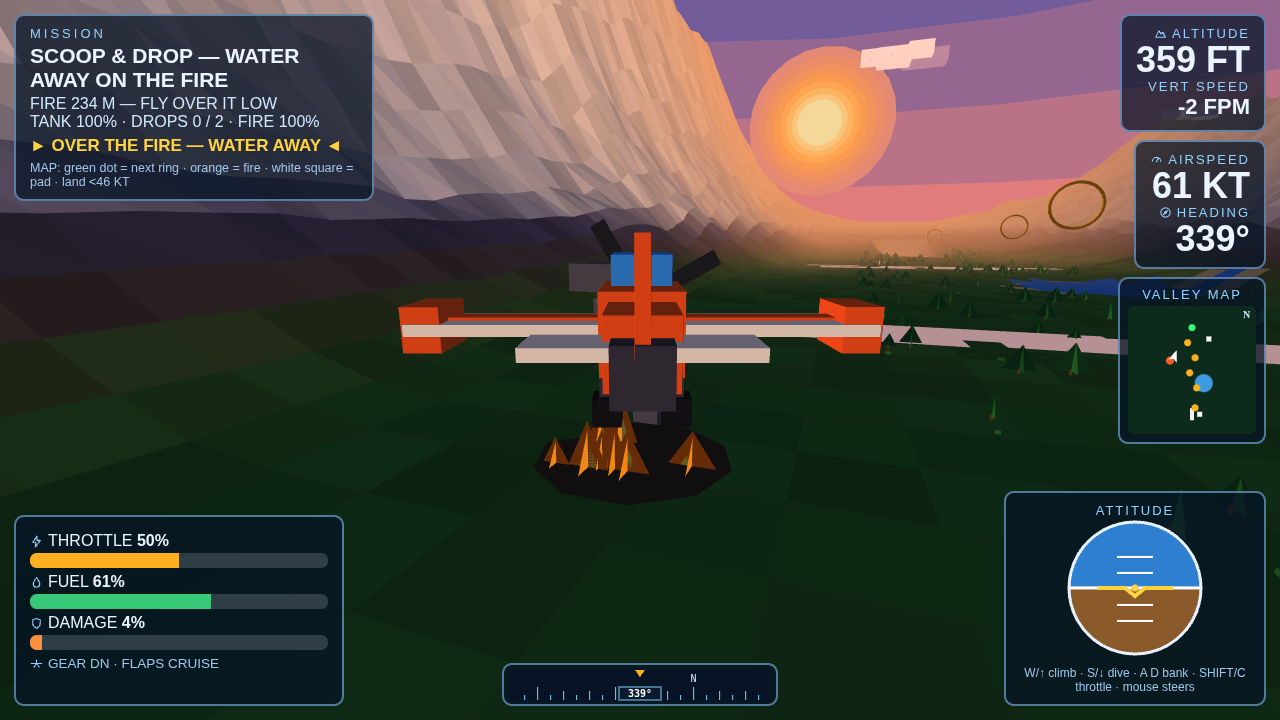 MISSION
SCOOP & DROP — WATER
AWAY ON THE FIRE
FIRE 234 M — FLY OVER IT LOW
TANK 100% · DROPS 0 / 2 · FIRE 100%
► OVER THE FIRE — WATER AWAY ◄
MAP: green dot = next ring · orange = fire · white square =
pad · land <46 KT
ALTITUDE
359 FT
VERT SPEED
-2 FPM
AIRSPEED
61 KT
HEADING
339°
VALLEY MAP
N
THROTTLE 50%
FUEL 61%
DAMAGE 4%
GEAR DN · FLAPS CRUISE
N
339°
ATTITUDE
W/↑ climb · S/↓ dive · A D bank · SHIFT/C
throttle · mouse steers